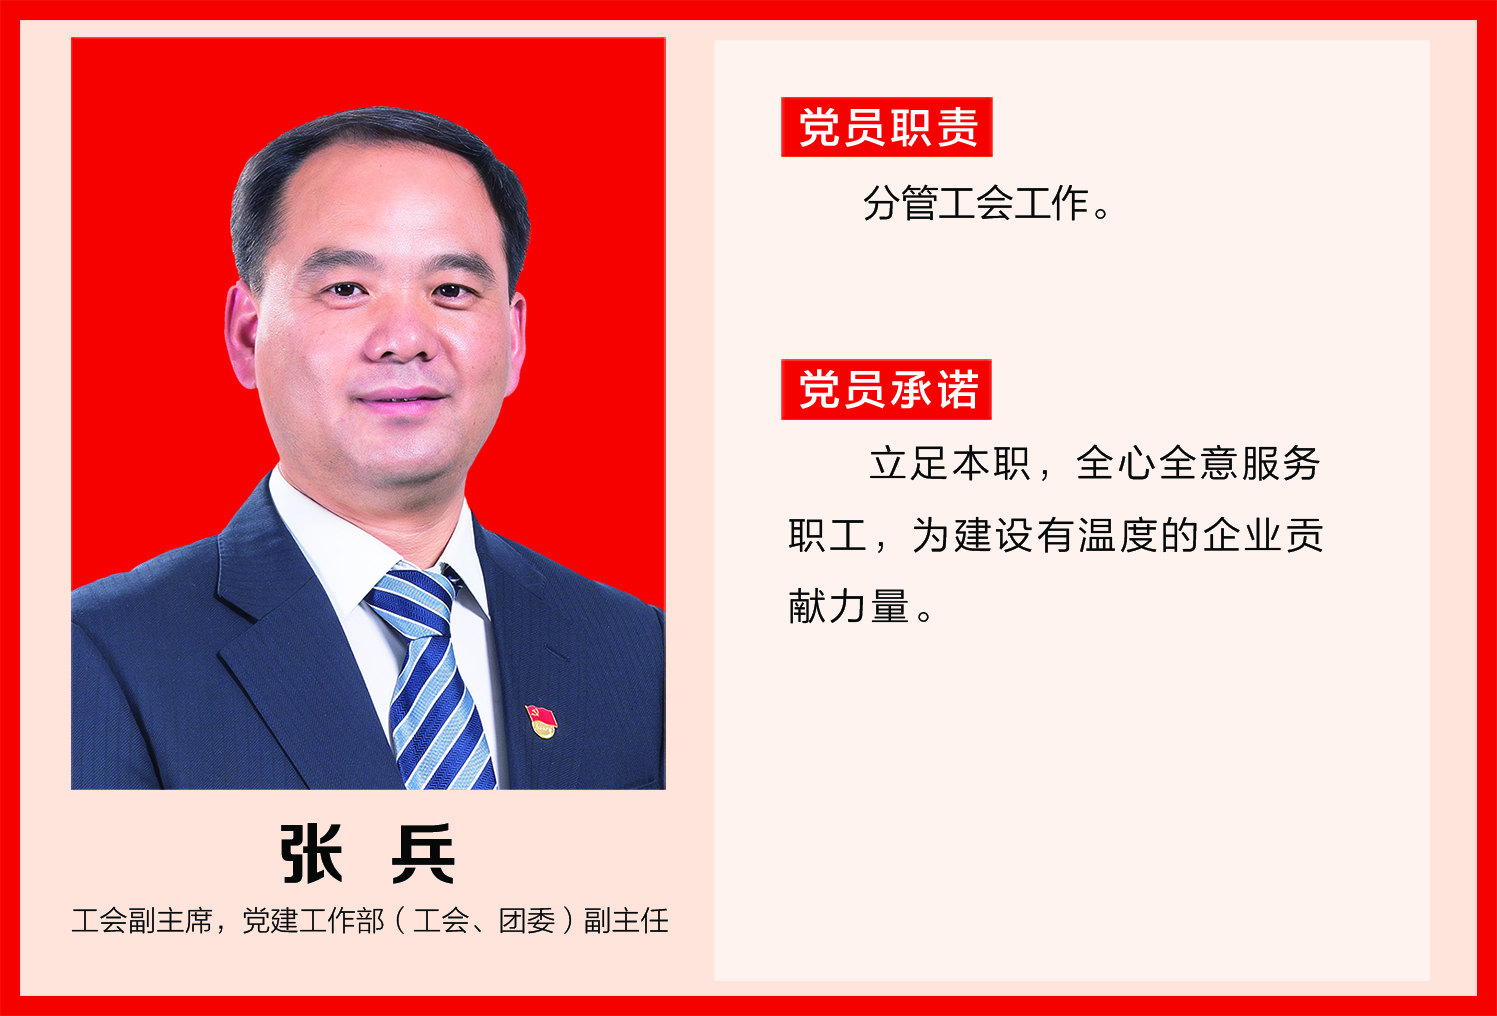 张 兵
工会副主席，党建工作部（工会、团委）副主任
党员职责
分管工会工作。
党员承诺
立足本职，全心全意服务
职工，为建设有温度的企业贡
献力量。